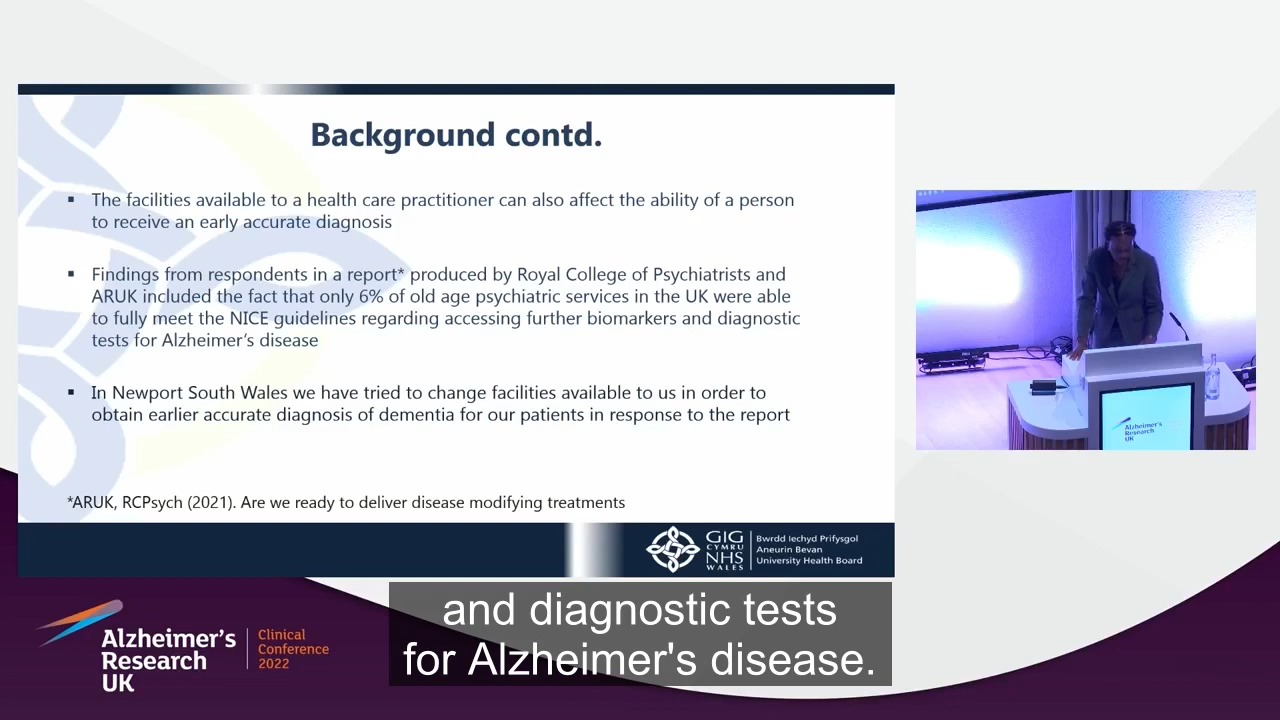 Background contd.
The facilities available to a health care practitioner can also affect the ability of a person
to receive an early accurate diagnosis
Findings from respondents in a report* produced by Royal College of Psychiatrists and
ARUK included the fact that only 6% of old age psychiatric services in the UK were able
to fully meet the NICE guidelines regarding accessing further biomarkers and diagnostic
tests for Alzheimer's disease
In Newport South Wales we have tried to change facilities available to us in order to
obtain earlier accurate diagnosis of dementia for our patients in response to the report
*ARUK, RCPsych (2021). Are we ready to deliver disease modifying treatments
GIG
CYMRU
NHS
WALES
Bwrdd Iechyd Prifysgol
Aneurin Bevan
University Health Board
Alzheimer's
Research
UK
Alzheimer's
Research
UK
Clinical
Conference
2022
and diagnostic tests
for Alzheimer's disease.